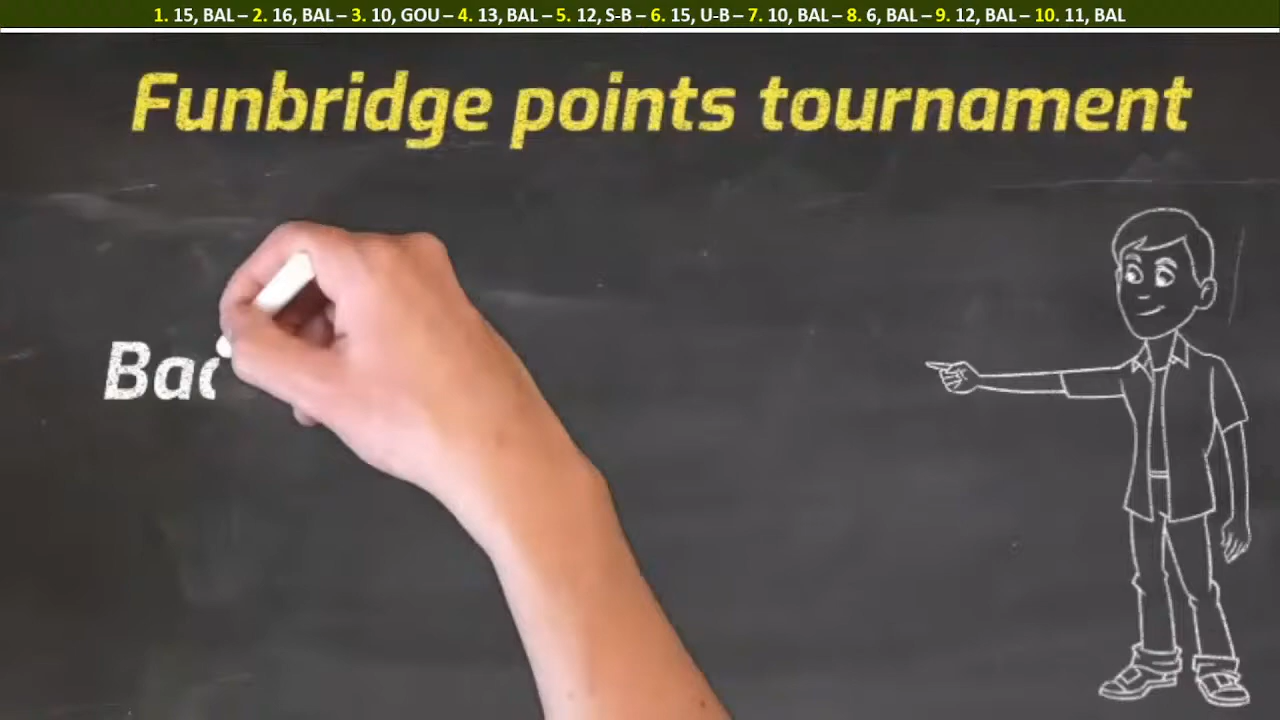 1. 15, BAL – 2. 16, BAL – 3. 10, GOU – 4. 13, BAL – 5. 12, S-B – 6. 15, U-B – 7. 10, BAL – 8. 6, BAL – 9. 12, BAL – 10. 11, BAL
Funbridge points tournament